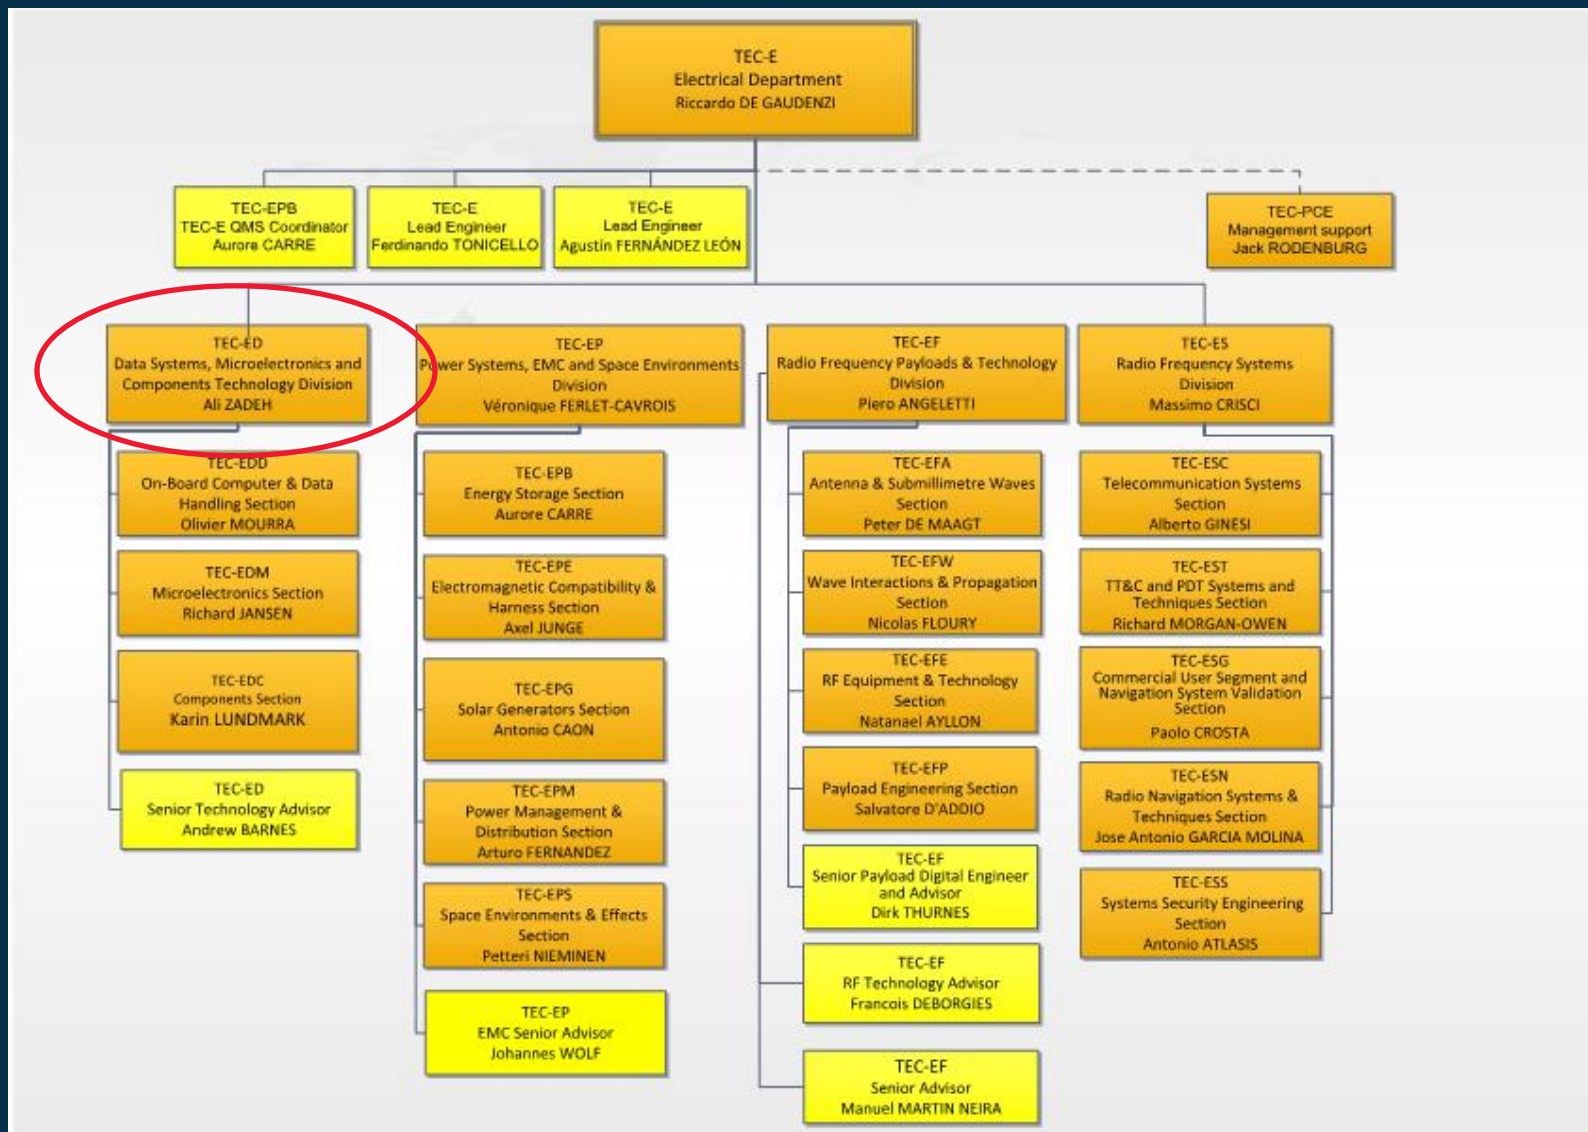 TEC-E
Electrical Department
Riccardo DE GAUDENZI
TEC-EPB
TEC-E QMS Coordinator
Aurore CARRE
TEC-E
Lead Engineer
Ferdinando TONICELLO
TEC-E
Lead Engineer
Agustín FERNÁNDEZ LEÓN
TEC-PCE
Management support
Jack RODENBURG
TEC-ED
Data Systems, Microelectronics and
Components Technology Division
Ali ZADEH
TEC-EDD
On-Board Computer & Data
Handling Section
Olivier MOURRA
TEC-EDM
Microelectronics Section
Richard JANSEN
TEC-EDC
Components Section
Karin LUNDMARK
TEC-ED
Senior Technology Advisor
Andrew BARNES
TEC-EP
Power Systems, EMC and Space Environments
Division
Véronique FERLET-CAVROIS
TEC-EPB
Energy Storage Section
Aurore CARRE
TEC-EPE
Electromagnetic Compatibility &
Harness Section
Axel JUNGE
TEC-EPG
Solar Generators Section
Antonio CAON
TEC-EPM
Power Management &
Distribution Section
Arturo FERNANDEZ
TEC-EPS
Space Environments & Effects
Section
Petteri NIEMINEN
TEC-EP
EMC Senior Advisor
Johannes WOLF
TEC-EF
Radio Frequency Payloads & Technology
Division
Piero ANGELETTI
TEC-EFA
Antenna & Submillimetre Waves
Section
Peter DE MAAGT
TEC-EFW
Wave Interactions & Propagation
Section
Nicolas FLOURY
TEC-EFE
RF Equipment & Technology
Section
Natanael AYLLON
TEC-EFP
Payload Engineering Section
Salvatore D'ADDIO
TEC-EF
Senior Payload Digital Engineer
and Advisor
Dirk THURNES
TEC-EF
RF Technology Advisor
Francois DEBORGIES
TEC-EF
Senior Advisor
Manuel MARTIN NEIRA
TEC-ES
Radio Frequency Systems
Division
Massimo CRISCI
TEC-ESC
Telecommunication Systems
Section
Alberto GINESI
TEC-EST
TT&C and PDT Systems and
Techniques Section
Richard MORGAN-OWEN
TEC-ESG
Commercial User Segment and
Navigation System Validation
Section
Paolo CROSTA
TEC-ESN
Radio Navigation Systems &
Techniques Section
Jose Antonio GARCIA MOLINA
TEC-ESS
Systems Security Engineering
Section
Antonio ATLASIS